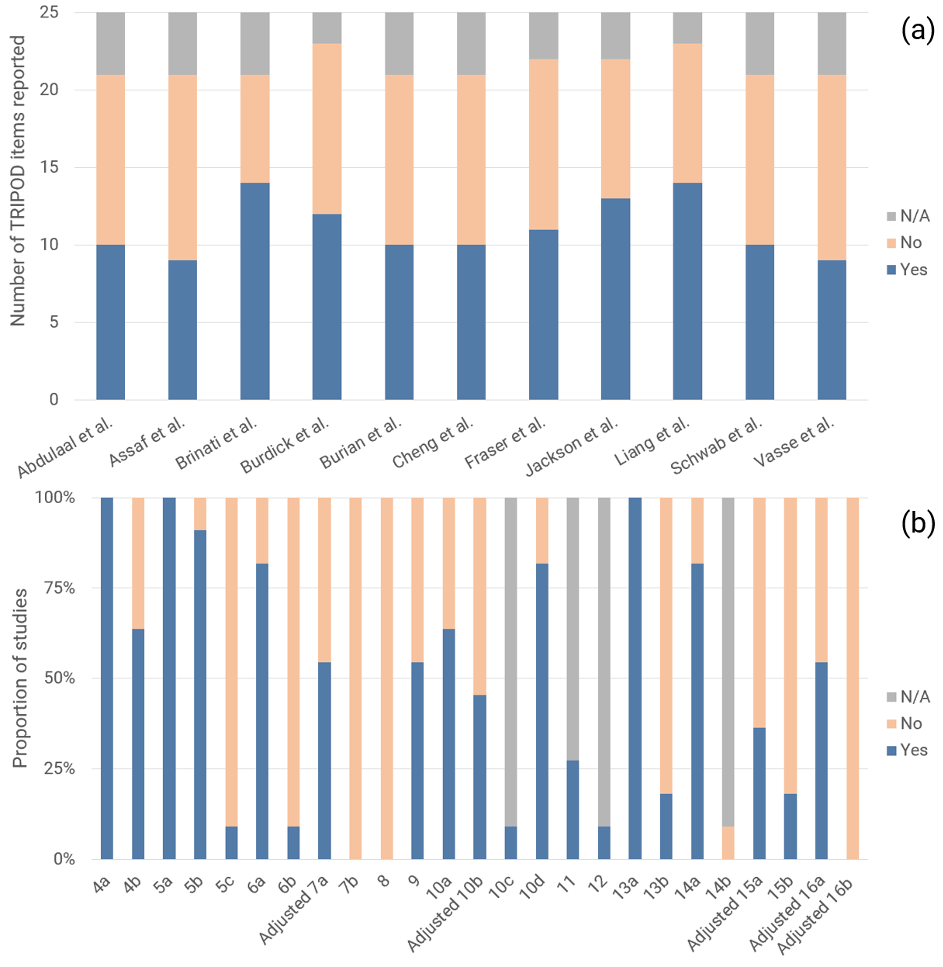 (a)
Number of TRIPOD items reported
25
20
15
10
5
0
N/A
No
Yes
Abdulaal et al.
Assaf et al.
Brinati et al.
Burdick et al.
Burian et al.
Cheng et al.
Fraser et al.
Jackson et al.
Liang et al.
Schwab et al.
Vasse et al.
(b)
Proportion of studies
100%
75%
50%
25%
0%
N/A
No
Yes
4a
4b
5a
5b
5c
6a
6b
Adjusted 7a
7b
8
9
10a
Adjusted 10b
10c
10d
11
12
13a
13b
14a
14b
Adjusted 15a
15b
Adjusted 16a
Adjusted 16b